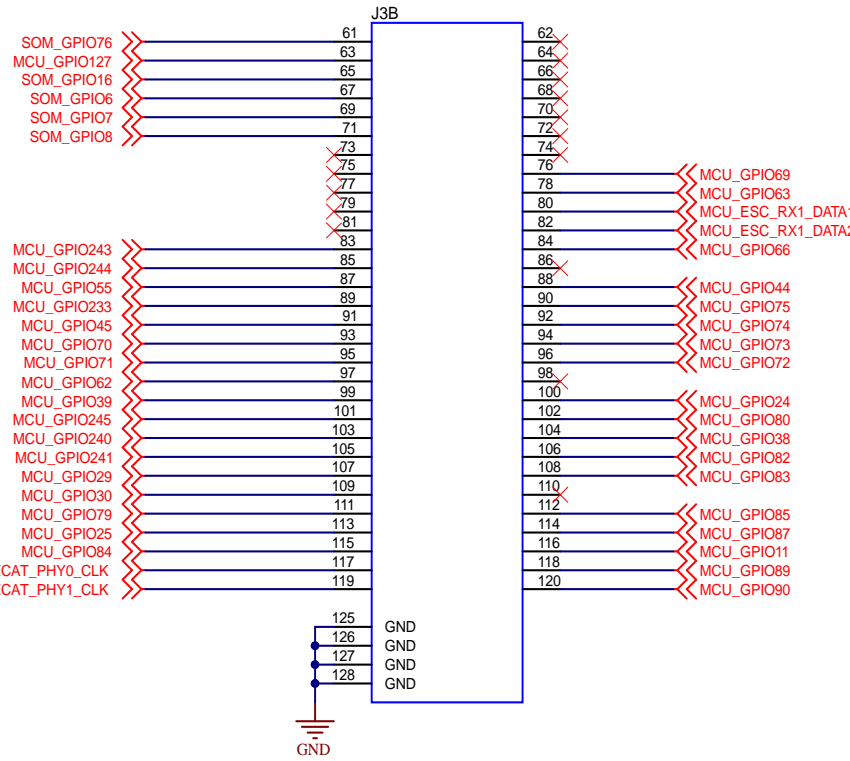 J3B
61 62
SOM_GPIO76
63 64
MCU_GPIO127
65 66
SOM_GPIO16
67 68
SOM_GPIO6
69 70
SOM_GPIO7
71 72
SOM_GPIO8
73 74
75 76
MCU_GPIO69
77 78
MCU_GPIO63
79 80
MCU_ESC_RX1_DATA1
81 82
MCU_ESC_RX1_DATA2
83 84
MCU_GPIO243 MCU_GPIO66
85 86
MCU_GPIO244
87 88
MCU_GPIO55 MCU_GPIO44
89 90
MCU_GPIO233 MCU_GPIO75
91 92
MCU_GPIO45 MCU_GPIO74
93 94
MCU_GPIO70 MCU_GPIO73
95 96
MCU_GPIO71 MCU_GPIO72
97 98
MCU_GPIO62
99 100
MCU_GPIO39 MCU_GPIO24
101 102
MCU_GPIO245 MCU_GPIO80
103 104
MCU_GPIO240 MCU_GPIO38
105 106
MCU_GPIO241 MCU_GPIO82
107 108
MCU_GPIO29 MCU_GPIO83
109 110
MCU_GPIO30
111 112
MCU_GPIO79 MCU_GPIO85
113 114
MCU_GPIO25 MCU_GPIO87
115 116
MCU_GPIO84 MCU_GPIO11
117 118
ECAT_PHY0_CLK MCU_GPIO89
119 120
ECAT_PHY1_CLK MCU_GPIO90
125 GND
126 GND
127 GND
128 GND
GND